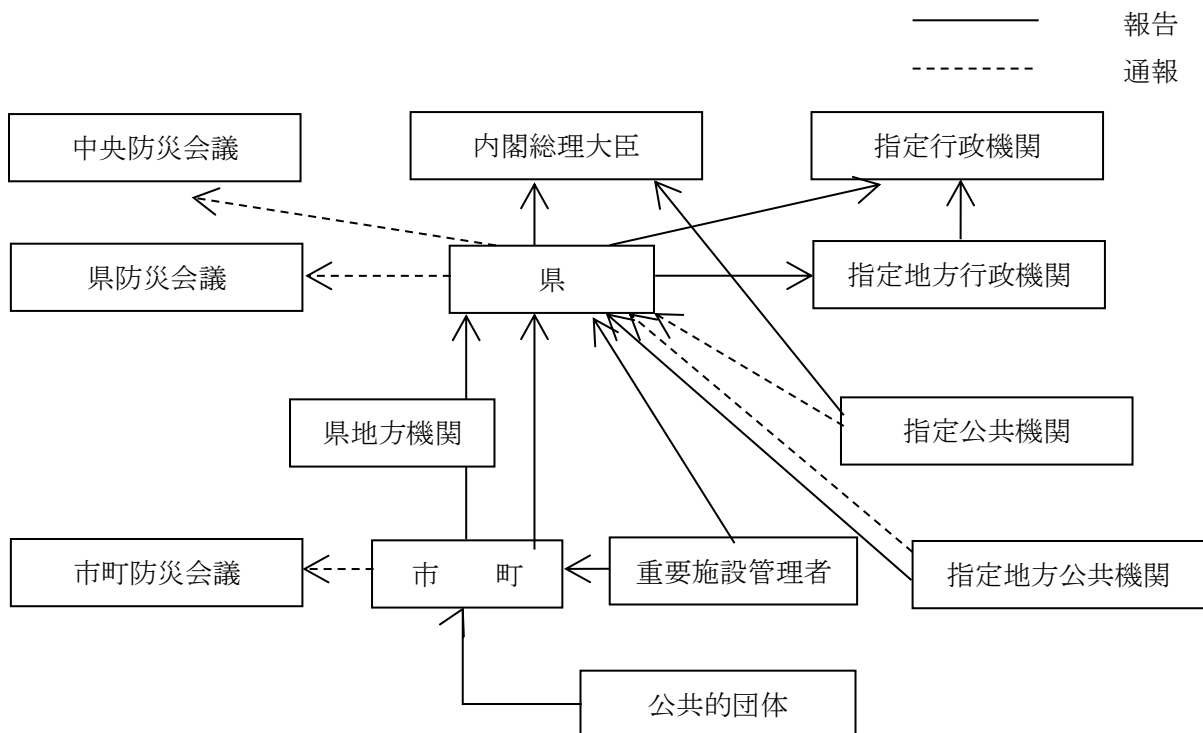 報告
通報
中央防災会議
内閣総理大臣
指定行政機関
県防災会議
県
指定地方行政機関
県地方機関
指定公共機関
市町防災会議
市　　町
重要施設管理者
指定地方公共機関
公共的団体